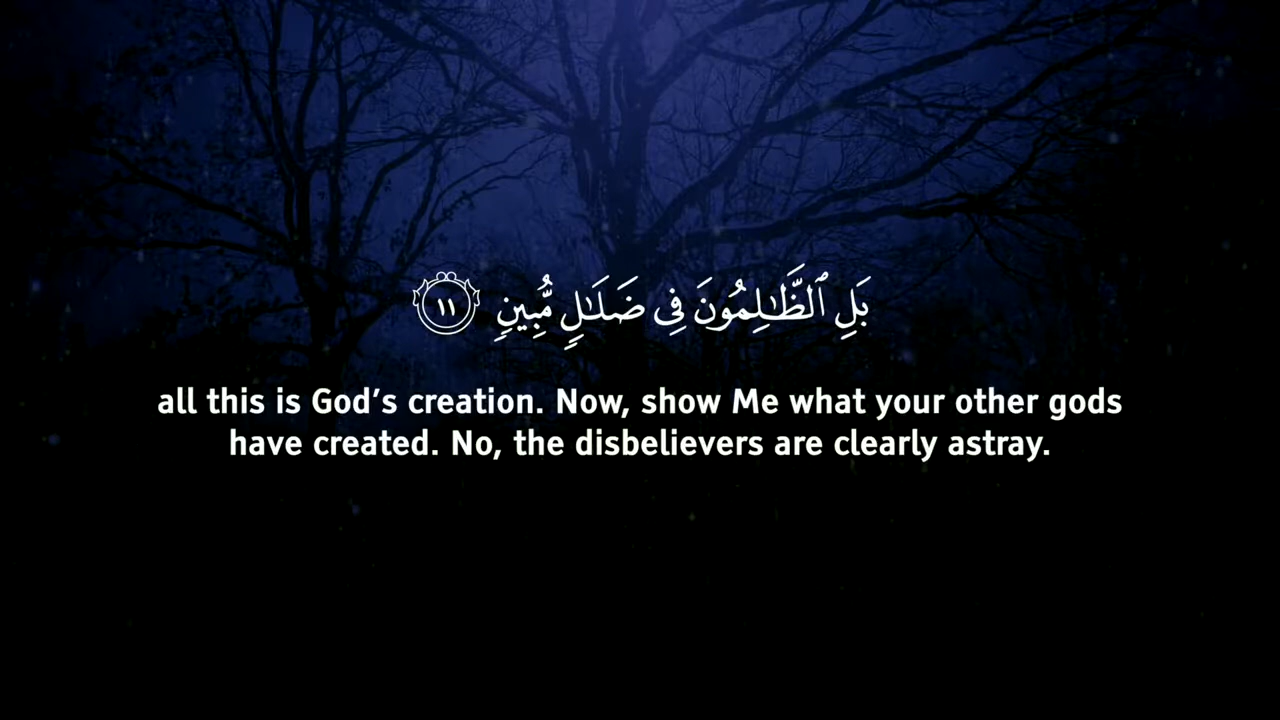 بَلِ ٱلظَّـٰلِمُونَ فِى ضَلَـٰلٍ مُّبِينٍ ١١
all this is God’s creation. Now, show Me what your other gods
have created. No, the disbelievers are clearly astray.